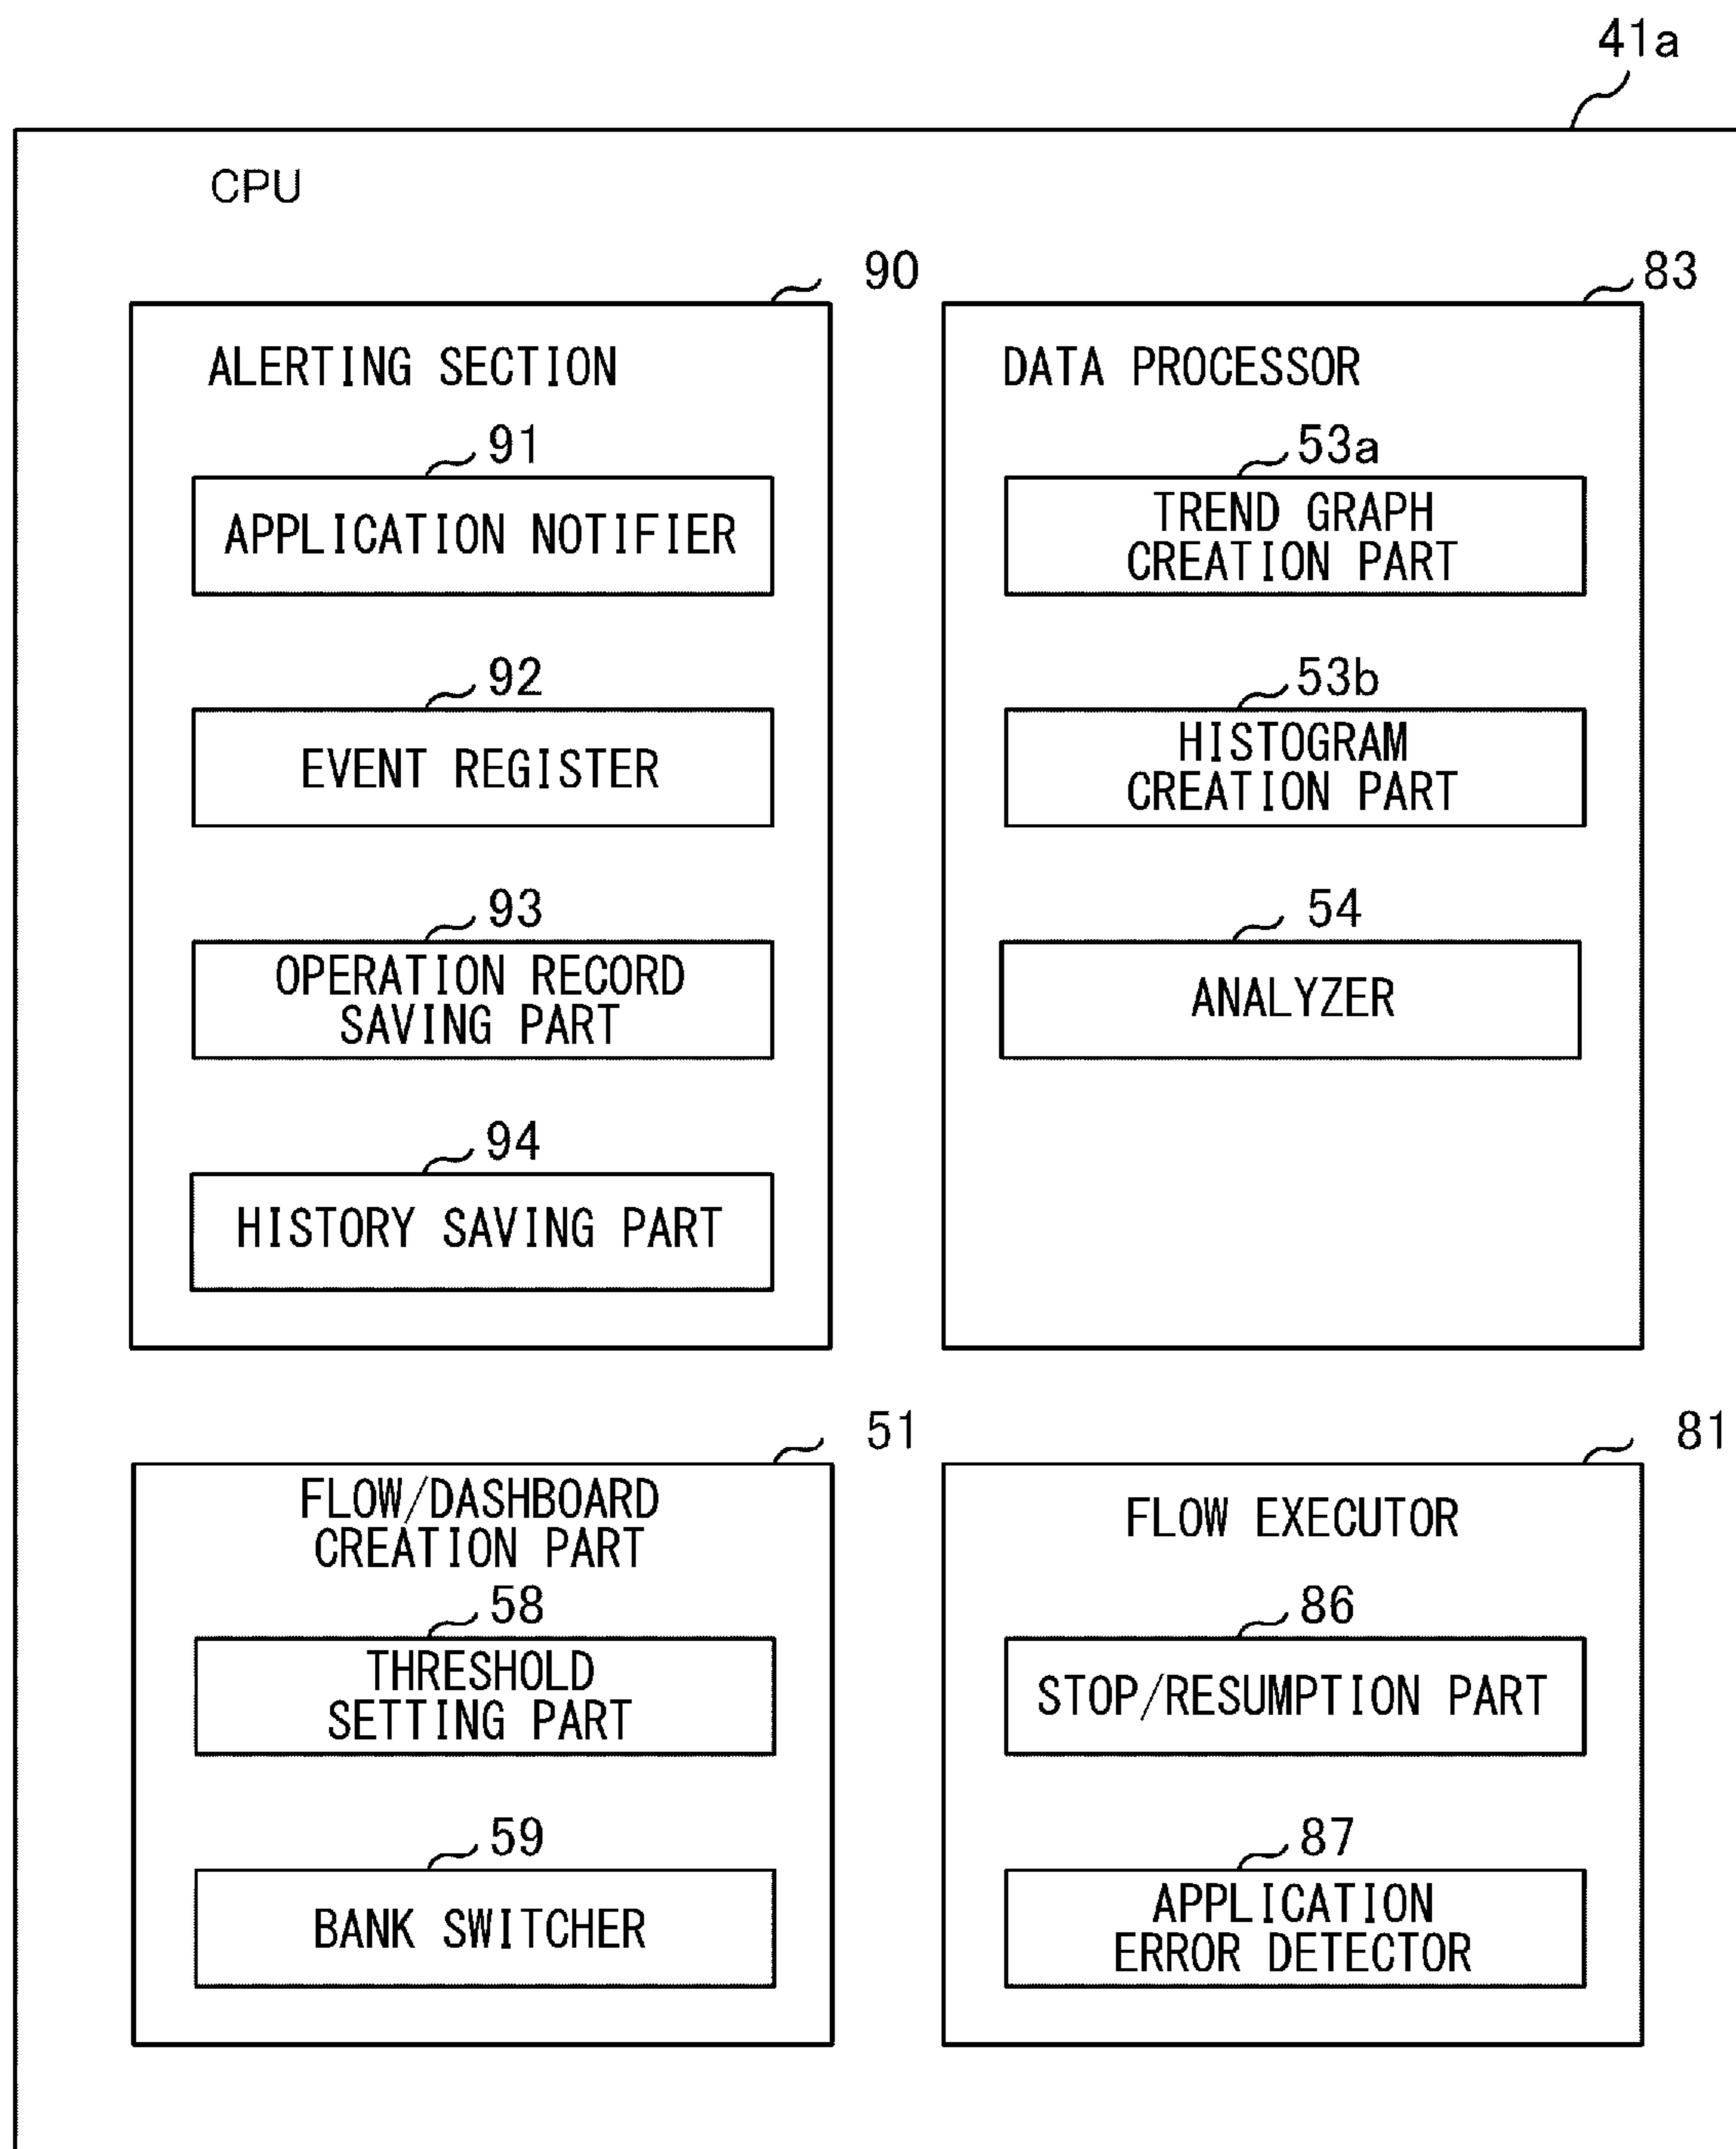 41a
CPU
90
ALERTING SECTION
91
APPLICATION NOTIFIER
92
EVENT REGISTER
93
OPERATION RECORD
SAVING PART
94
HISTORY SAVING PART
83
DATA PROCESSOR
53a
TREND GRAPH
CREATION PART
53b
HISTOGRAM
CREATION PART
54
ANALYZER
51
FLOW/DASHBOARD
CREATION PART
58
THRESHOLD
SETTING PART
59
BANK SWITCHER
81
FLOW EXECUTOR
86
STOP/RESUMPTION PART
87
APPLICATION
ERROR DETECTOR